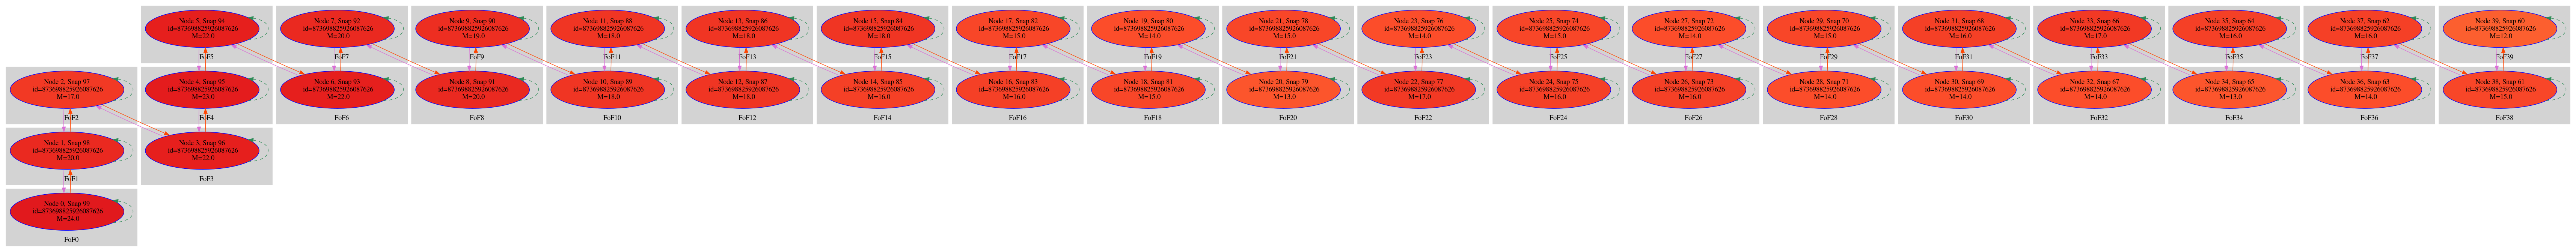 Node 5, Snap 94
id=873698825926087626
M=22.0
FoF5
Node 7, Snap 92
id=873698825926087626
M=20.0
FoF7
Node 9, Snap 90
id=873698825926087626
M=19.0
FoF9
Node 11, Snap 88
id=873698825926087626
M=18.0
FoF11
Node 13, Snap 86
id=873698825926087626
M=18.0
FoF13
Node 15, Snap 84
id=873698825926087626
M=18.0
FoF15
Node 17, Snap 82
id=873698825926087626
M=15.0
FoF17
Node 19, Snap 80
id=873698825926087626
M=14.0
FoF19
Node 21, Snap 78
id=873698825926087626
M=15.0
FoF21
Node 23, Snap 76
id=873698825926087626
M=14.0
FoF23
Node 25, Snap 74
id=873698825926087626
M=15.0
FoF25
Node 27, Snap 72
id=873698825926087626
M=14.0
FoF27
Node 29, Snap 70
id=873698825926087626
M=15.0
FoF29
Node 31, Snap 68
id=873698825926087626
M=16.0
FoF31
Node 33, Snap 66
id=873698825926087626
M=17.0
FoF33
Node 35, Snap 64
id=873698825926087626
M=16.0
FoF35
Node 37, Snap 62
id=873698825926087626
M=16.0
FoF37
Node 39, Snap 60
id=873698825926087626
M=12.0
FoF39
Node 2, Snap 97
id=873698825926087626
M=17.0
FoF2
Node 4, Snap 95
id=873698825926087626
M=23.0
FoF4
Node 6, Snap 93
id=873698825926087626
M=22.0
FoF6
Node 8, Snap 91
id=873698825926087626
M=20.0
FoF8
Node 10, Snap 89
id=873698825926087626
M=18.0
FoF10
Node 12, Snap 87
id=873698825926087626
M=18.0
FoF12
Node 14, Snap 85
id=873698825926087626
M=16.0
FoF14
Node 16, Snap 83
id=873698825926087626
M=16.0
FoF16
Node 18, Snap 81
id=873698825926087626
M=15.0
FoF18
Node 20, Snap 79
id=873698825926087626
M=13.0
FoF20
Node 22, Snap 77
id=873698825926087626
M=17.0
FoF22
Node 24, Snap 75
id=873698825926087626
M=16.0
FoF24
Node 26, Snap 73
id=873698825926087626
M=16.0
FoF26
Node 28, Snap 71
id=873698825926087626
M=14.0
FoF28
Node 30, Snap 69
id=873698825926087626
M=14.0
FoF30
Node 32, Snap 67
id=873698825926087626
M=14.0
FoF32
Node 34, Snap 65
id=873698825926087626
M=13.0
FoF34
Node 36, Snap 63
id=873698825926087626
M=14.0
FoF36
Node 38, Snap 61
id=873698825926087626
M=15.0
FoF38
Node 1, Snap 98
id=873698825926087626
M=20.0
FoF1
Node 3, Snap 96
id=873698825926087626
M=22.0
FoF3
Node 0, Snap 99
id=873698825926087626
M=24.0
FoF0